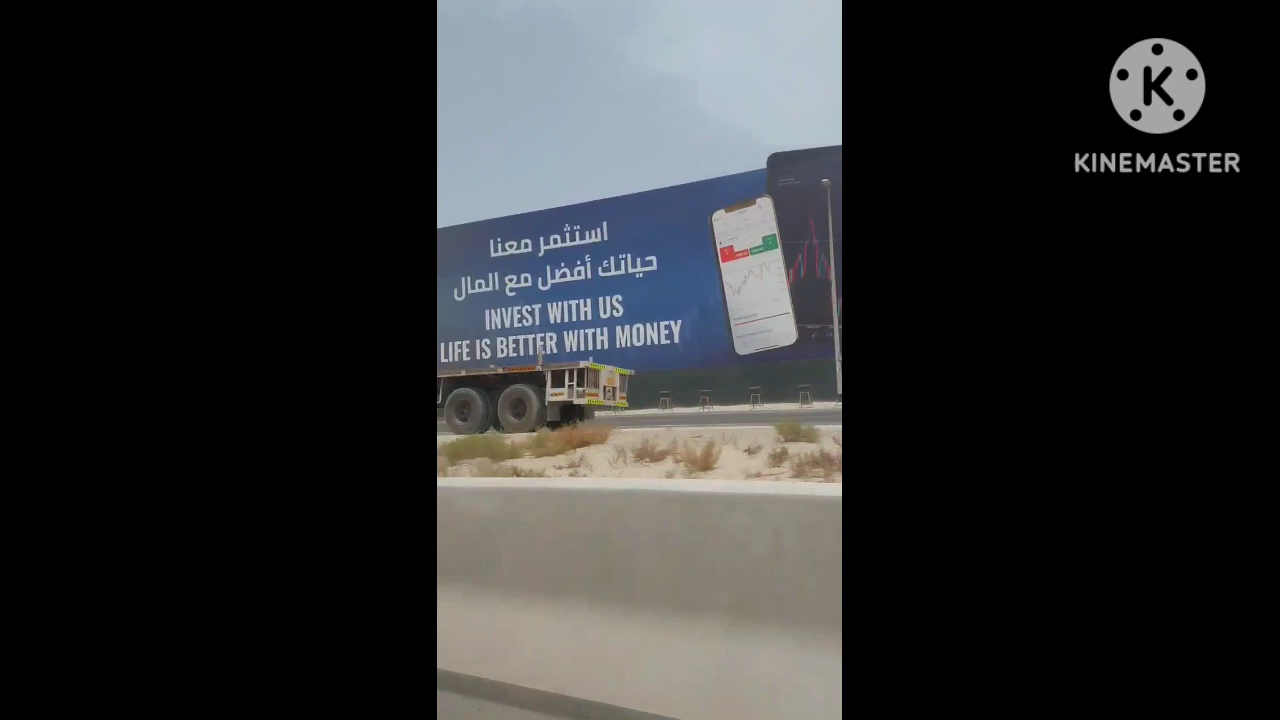 استثمر معنا
حياتك أفضل مع المال
INVEST WITH US
LIFE IS BETTER WITH MONEY
KINEMASTER